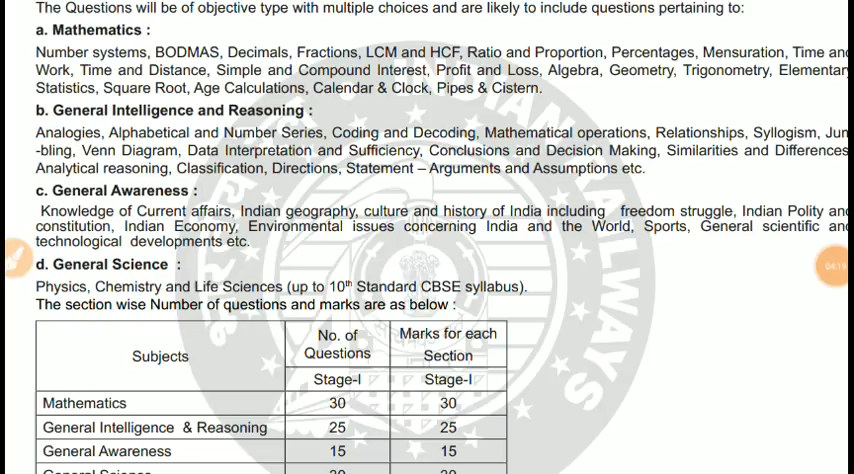 The Questions will be of objective type with multiple choices and are likely to include questions pertaining to:
a. Mathematics :
Number systems, BODMAS, Decimals, Fractions, LCM and HCF, Ratio and Proportion, Percentages, Mensuration, Time and
Work, Time and Distance, Simple and Compound Interest, Profit and Loss, Algebra, Geometry, Trigonometry, Elementar
Statistics, Square Root, Age Calculations, Calendar & Clock, Pipes & Cistern.
b. General Intelligence and Reasoning :
Analogies, Alphabetical and Number Series, Coding and Decoding, Mathematical operations, Relationships, Syllogism, Jum
-bling, Venn Diagram, Data Interpretation and Sufficiency, Conclusions and Decision Making, Similarities and Differences
Analytical reasoning, Classification, Directions, Statement – Arguments and Assumptions etc.
c. General Awareness :
Knowledge of Current affairs, Indian geography, culture and history of India including freedom struggle, Indian Polity and
constitution, Indian Economy, Environmental issues concerning India and the World, Sports, General scientific and
technological developments etc.
04:19
d. General Science :
Physics, Chemistry and Life Sciences (up to 10th Standard CBSE syllabus).
The section wise Number of questions and marks are as below :
Subjects No. of Questions Marks for each Section
Stage-I Stage-I
Mathematics 30 30
General Intelligence & Reasoning 25 25
General Awareness 15 15
INDIAN RAILWAYS